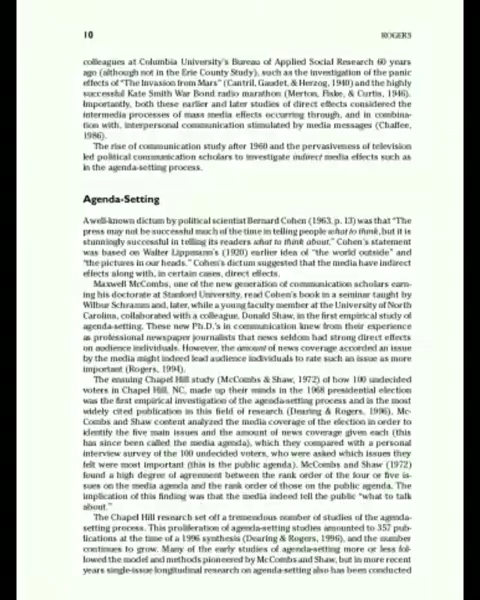 10 ROGERS
colleagues at Columbia University's Bureau of Applied Social Research 60 years
ago (although not in the Erie County Study), such as the investigation of the panic
effects of "The Invasion from Mars" (Cantril, Gaudet, & Herzog, 1940) and the highly
successful Kate Smith War Bond radio marathon (Merton, Fiske, & Curtis, 1946).
Importantly, both these earlier and later studies of direct effects considered the
intermedia processes of mass media effects occurring through, and in combina-
tion with, interpersonal communication stimulated by media messages (Chaffee,
1986).
The rise of communication study after 1960 and the pervasiveness of television
led political communication scholars to investigate indirect media effects such as
in the agenda-setting process.
Agenda-Setting
A well-known dictum by political scientist Bernard Cohen (1963, p. 13) was that "The
press may not be successful much of the time in telling people what to think, but it is
stunningly successful in telling its readers what to think about." Cohen's statement
was based on Walter Lippmann's (1920) earlier idea of "the world outside" and
"the pictures in our heads." Cohen's dictum suggested that the media have indirect
effects along with, in certain cases, direct effects.
Maxwell McCombs, one of the new generation of communication scholars earn-
ing his doctorate at Stanford University, read Cohen's book in a seminar taught by
Wilbur Schramm and, later, while a young faculty member at the University of North
Carolina, collaborated with a colleague, Donald Shaw, in the first empirical study of
agenda-setting. These new Ph.D.'s in communication knew from their experience
as professional newspaper journalists that news seldom had strong direct effects
on audience individuals. However, the amount of news coverage accorded an issue
by the media might indeed lead audience individuals to rate such an issue as more
important (Rogers, 1994).
The ensuing Chapel Hill study (McCombs & Shaw, 1972) of how 100 undecided
voters in Chapel Hill, NC, made up their minds in the 1968 presidential election
was the first empirical investigation of the agenda-setting process and is the most
widely cited publication in this field of research (Dearing & Rogers, 1996). Mc-
Combs and Shaw content analyzed the media coverage of the election in order to
identify the five main issues and the amount of news coverage given each (this
has since been called the media agenda), which they compared with a personal
interview survey of the 100 undecided voters, who were asked which issues they
felt were most important (this is the public agenda). McCombs and Shaw (1972)
found a high degree of agreement between the rank order of the four or five is-
sues on the media agenda and the rank order of those on the public agenda. The
implication of this finding was that the media indeed tell the public "what to talk
about."
The Chapel Hill research set off a tremendous number of studies of the agenda-
setting process. This proliferation of agenda-setting studies amounted to 357 pub-
lications at the time of a 1996 synthesis (Dearing & Rogers, 1996), and the number
continues to grow. Many of the early studies of agenda-setting more or less fol-
lowed the model and methods pioneered by McCombs and Shaw, but in more recent
years single-issue longitudinal research on agenda-setting also has been conducted